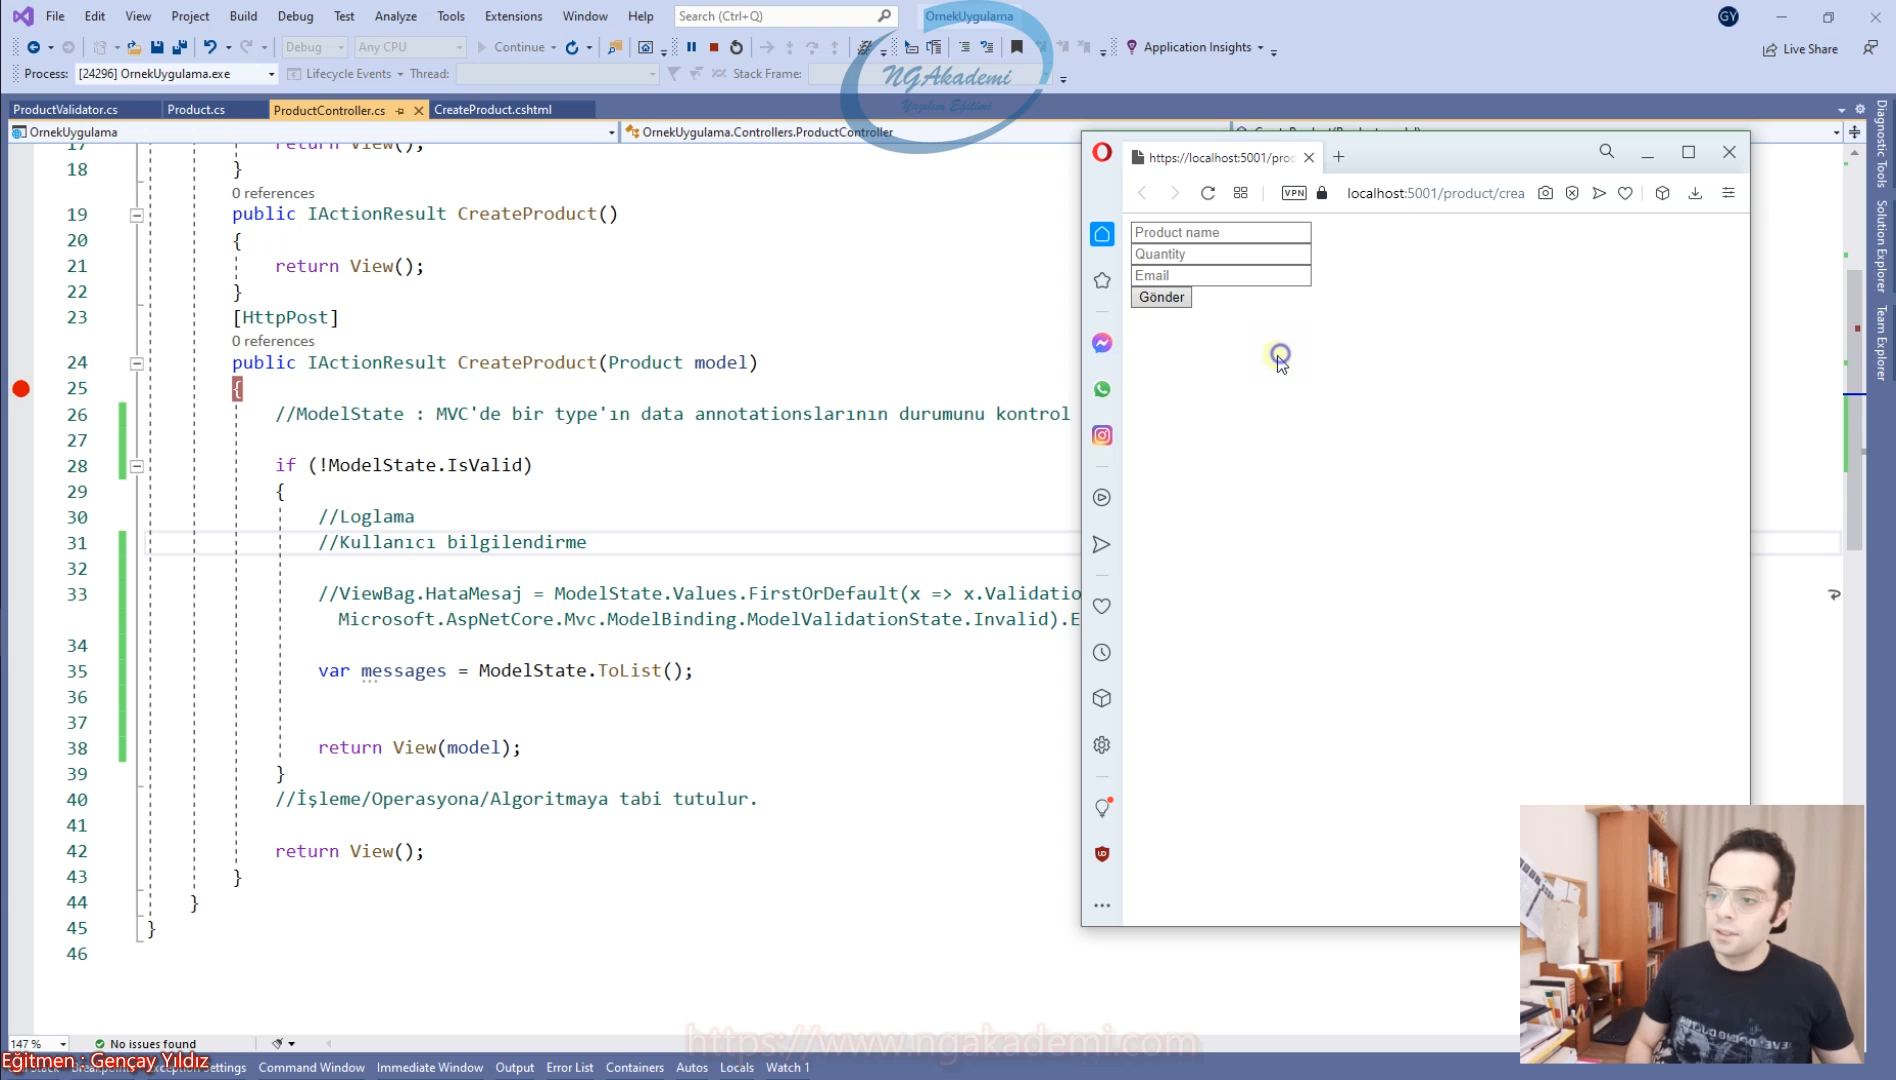 File Edit View Project Build Debug Test Analyze Tools Extensions Window Help Search (Ctrl+Q) OrnekUygulama GY
Debug Any CPU Continue Application Insights Live Share
Process: [24296] OrnekUygulama.exe Lifecycle Events Thread: Stack Frame:
NGAkademi
Yazılım Eğitimi
ProductValidator.cs Product.cs ProductController.cs CreateProduct.cshtml
OrnekUygulama OrnekUygulama.Controllers.ProductController
17 return View();
18 }
0 references
19 public IActionResult CreateProduct()
20 {
21 return View();
22 }
23 [HttpPost]
0 references
24 public IActionResult CreateProduct(Product model)
25 {
26 //ModelState : MVC'de bir type'ın data annotationslarının durumunu kontrol
27
28 if (!ModelState.IsValid)
29 {
30 //Loglama
31 //Kullanıcı bilgilendirme
32
33 //ViewBag.HataMesaj = ModelState.Values.FirstOrDefault(x => x.Validatio
Microsoft.AspNetCore.Mvc.ModelBinding.ModelValidationState.Invalid).E
34
35 var messages = ModelState.ToList();
36
37
38 return View(model);
39 }
40 //İşleme/Operasyona/Algoritmaya tabi tutulur.
41
42 return View();
43 }
44 }
45 }
46
https://localhost:5001/proc
VPN localhost:5001/product/crea
Product name
Quantity
Email
Gönder
Diagnostic Tools
Solution Explorer
Team Explorer
147 % No issues found
https://www.ngakademi.com
Eğitmen : Gençay Yıldız
Command Window Immediate Window Output Error List Containers Autos Locals Watch 1